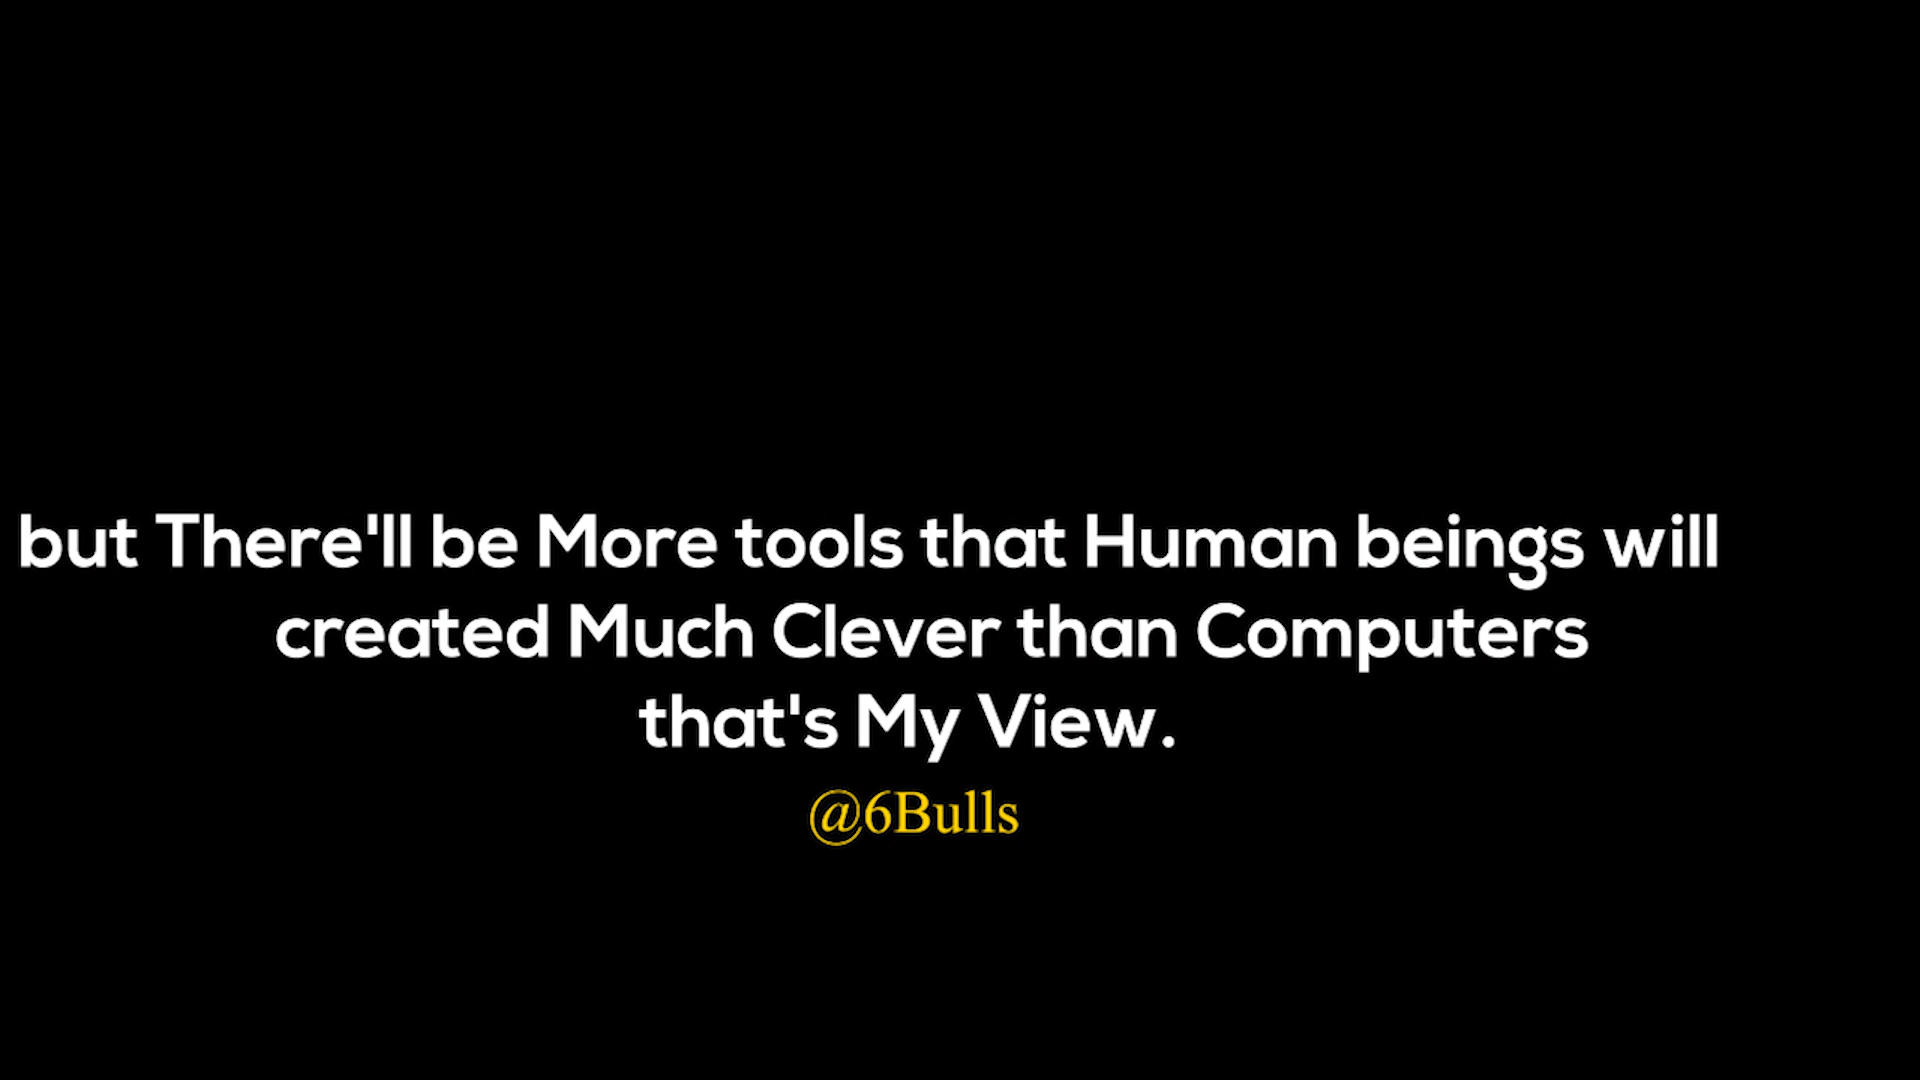 but There'll be More tools that Human beings will
created Much Clever than Computers
that's My View.
@6Bulls